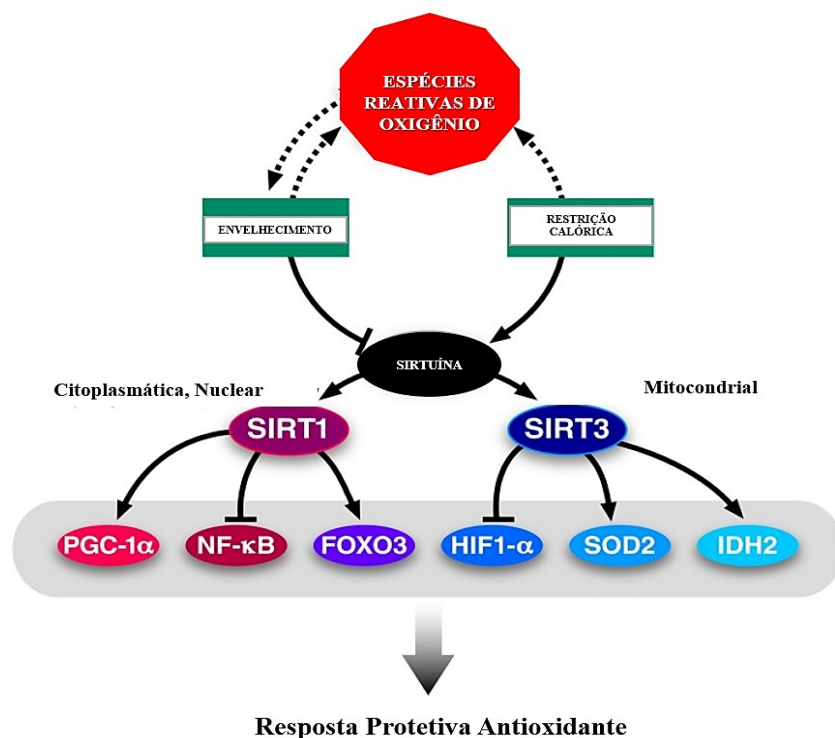 ESPÉCIES
REATIVAS DE
OXIGÊNIO
ENVELHECIMENTO
RESTRIÇÃO
CALÓRICA
SIRTUÍNA
Citoplasmática, Nuclear
Mitocondrial
SIRT1
SIRT3
PGC-1α
NF-κB
FOXO3
HIF1-α
SOD2
IDH2
Resposta Protetiva Antioxidante